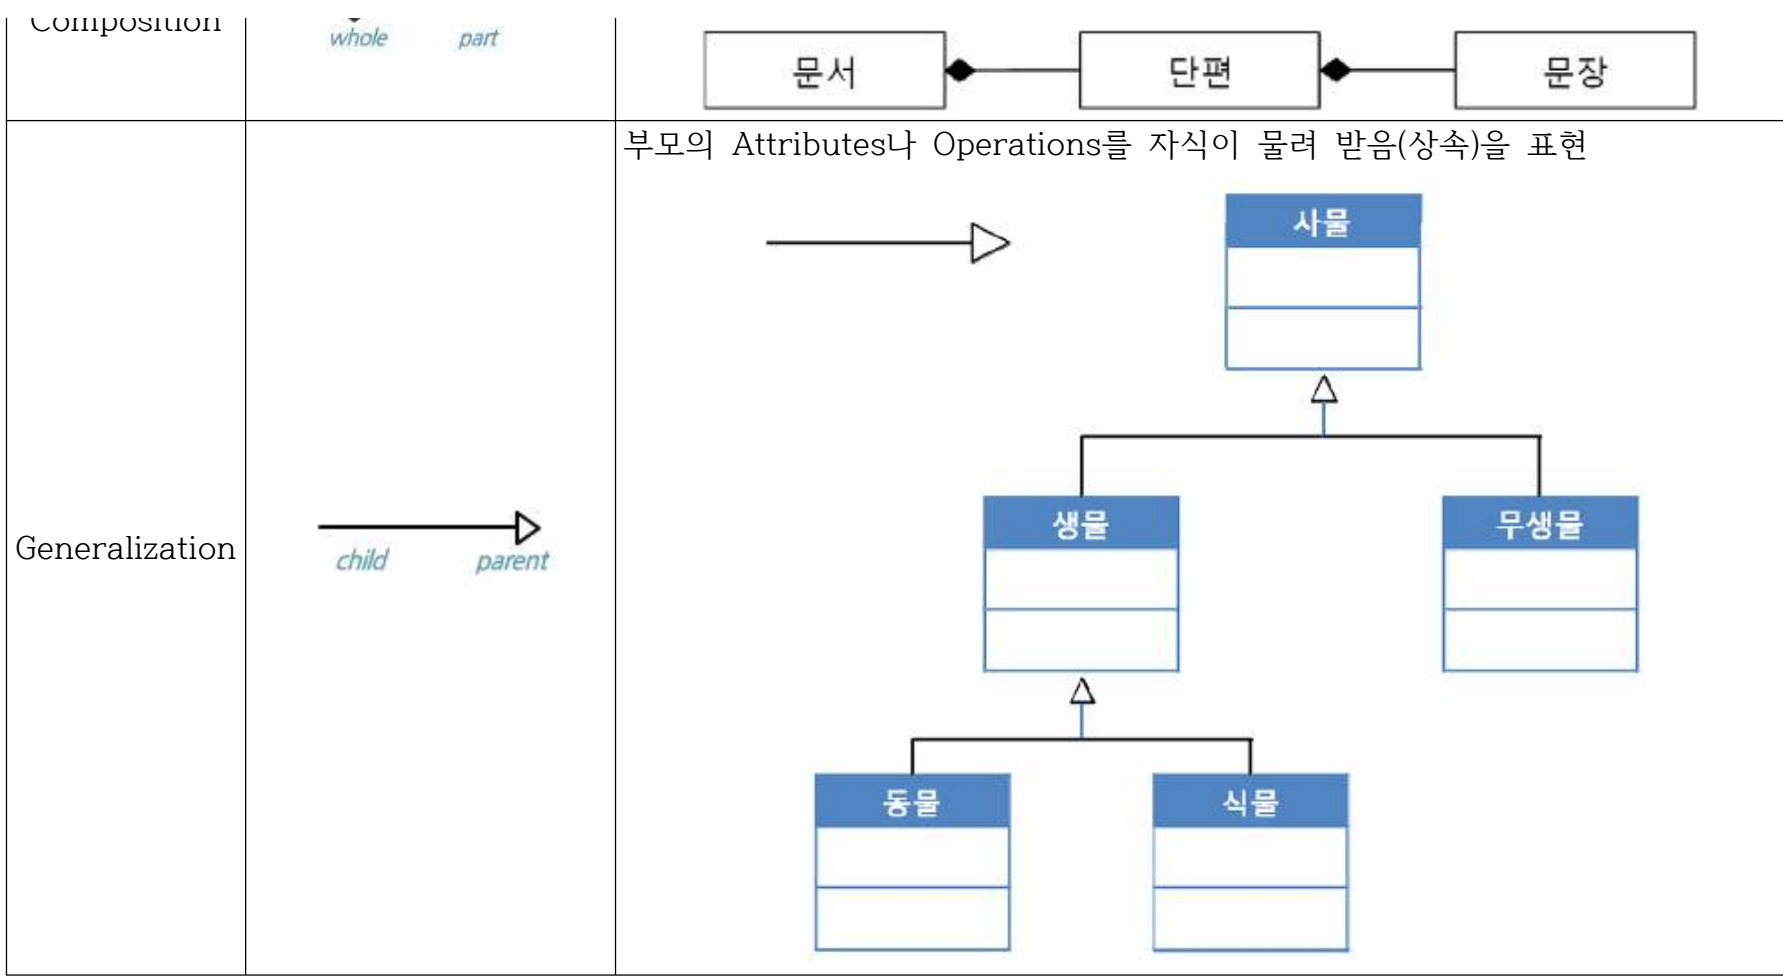 Composition
whole part
문서 단편 문장
부모의 Attributes나 Operations를 자식이 물려 받음(상속)을 표현
사물
생물 무생물
Generalization
child parent
동물 식물